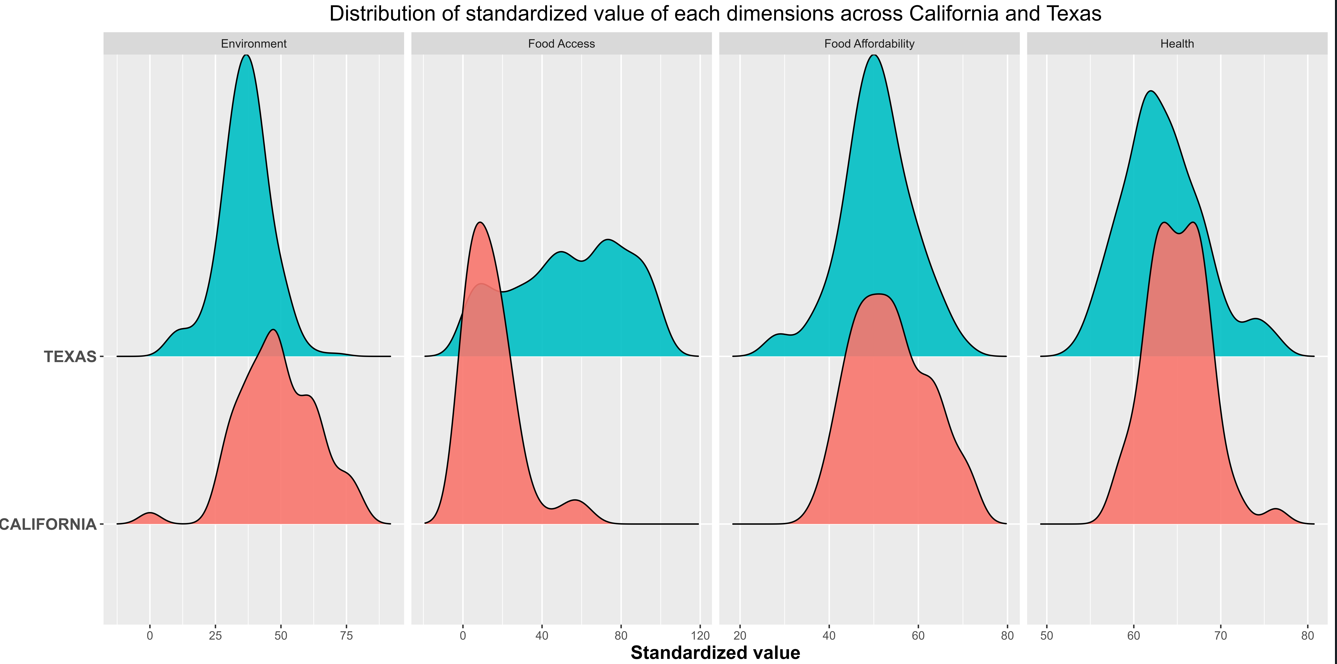 Distribution of standardized value of each dimensions across California and Texas
Environment Food Access Food Affordability Health
TEXAS
CALIFORNIA
0 25 50 75 0 40 80 120 20 40 60 80 50 60 70 80
Standardized value